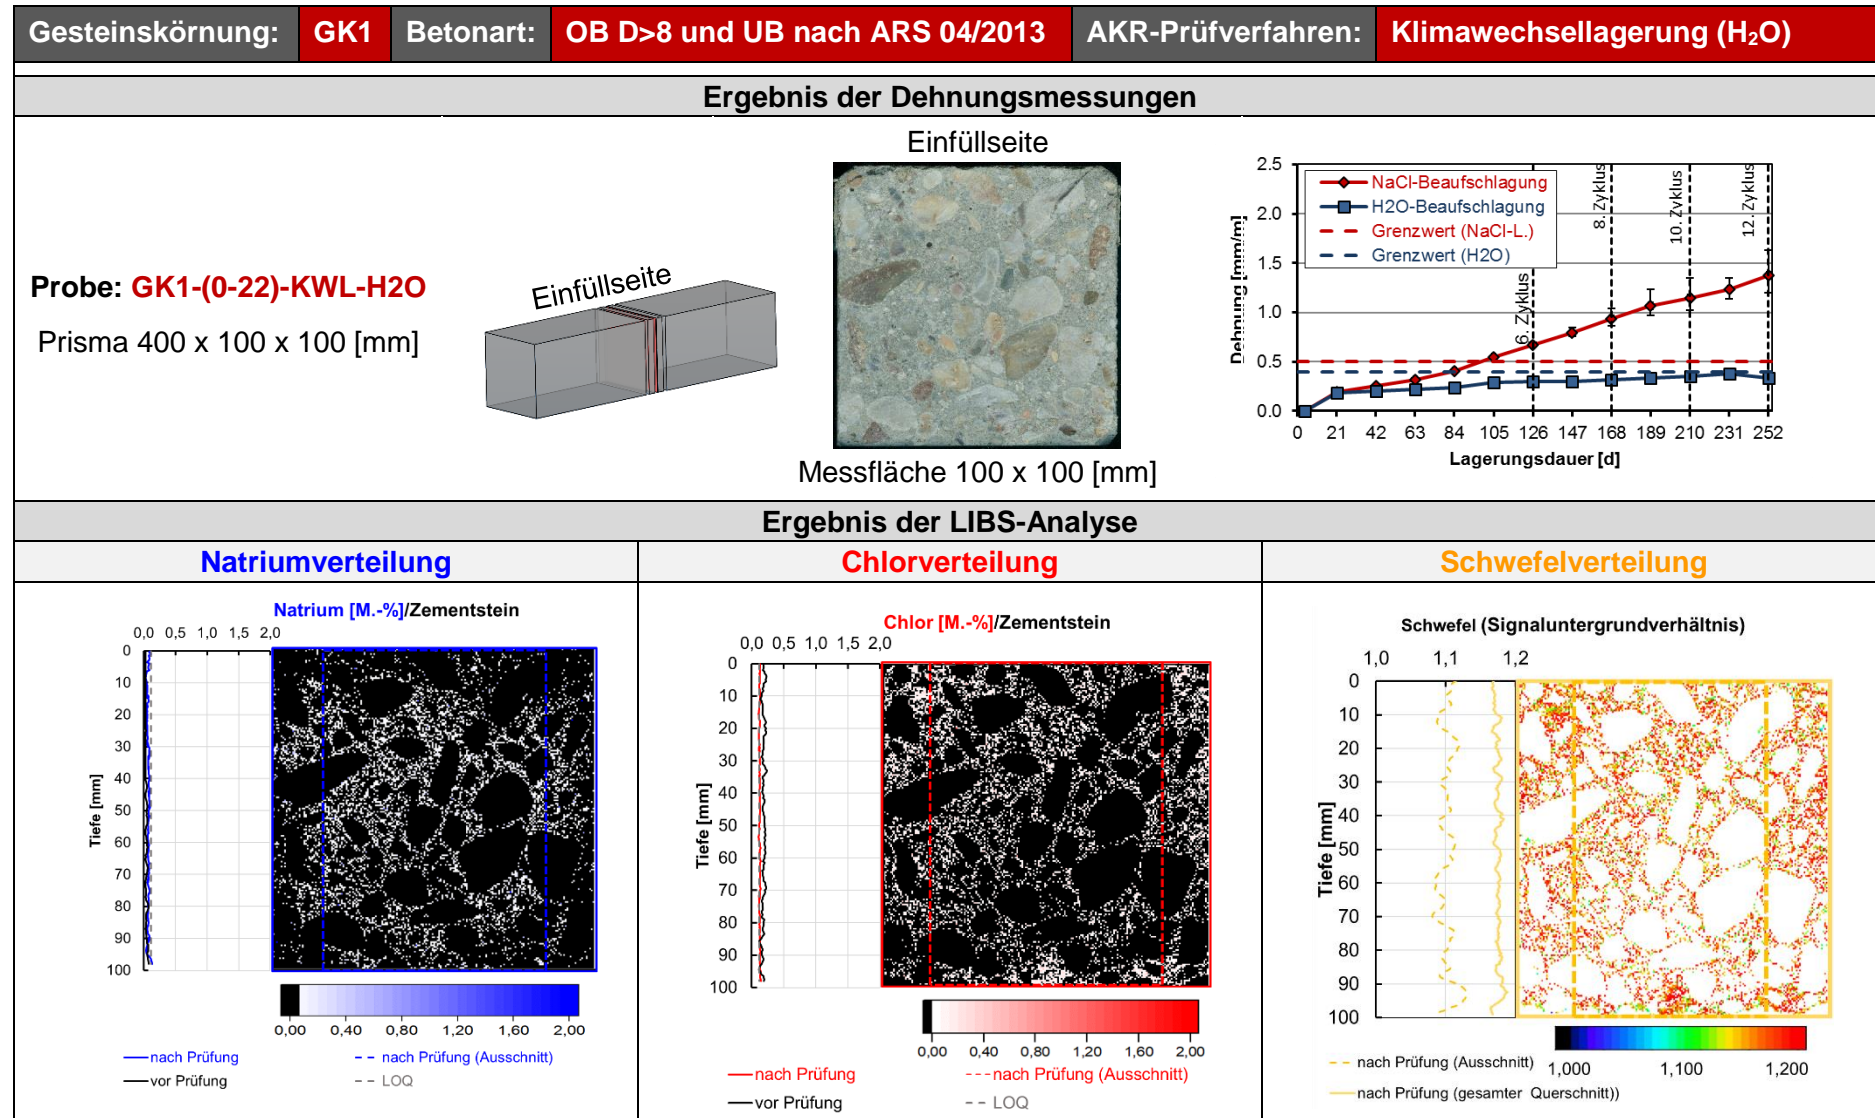 Gesteinskörnung: GK1 Betonart: OB D>8 und UB nach ARS 04/2013 AKR-Prüfverfahren: Klimawechsellagerung (H₂O)
Ergebnis der Dehnungsmessungen
Probe: GK1-(0-22)-KWL-H2O
Prisma 400 x 100 x 100 [mm]
Einfüllseite
Einfüllseite
Messfläche 100 x 100 [mm]
Dehnung [mm/m]
2.5
2.0
1.5
1.0
0.5
0.0
NaCl-Beaufschlagung
H2O-Beaufschlagung
Grenzwert (NaCl-L.)
Grenzwert (H2O)
6. Zyklus
8. Zyklus
10. Zyklus
12. Zyklus
0 21 42 63 84 105 126 147 168 189 210 231 252
Lagerungsdauer [d]
Ergebnis der LIBS-Analyse
Natriumverteilung
Natrium [M.-%]/Zementstein
0,0 0,5 1,0 1,5 2,0
Tiefe [mm]
0
10
20
30
40
50
60
70
80
90
100
0,00 0,40 0,80 1,20 1,60 2,00
nach Prüfung nach Prüfung (Ausschnitt)
vor Prüfung LOQ
Chlorverteilung
Chlor [M.-%]/Zementstein
0,0 0,5 1,0 1,5 2,0
Tiefe [mm]
0
10
20
30
40
50
60
70
80
90
100
0,00 0,40 0,80 1,20 1,60 2,00
nach Prüfung nach Prüfung (Ausschnitt)
vor Prüfung LOQ
Schwefelverteilung
Schwefel (Signaluntergrundverhältnis)
1,0 1,1 1,2
Tiefe [mm]
0
10
20
30
40
50
60
70
80
90
100
1,000 1,100 1,200
nach Prüfung (Ausschnitt)
nach Prüfung (gesamter Querschnitt))